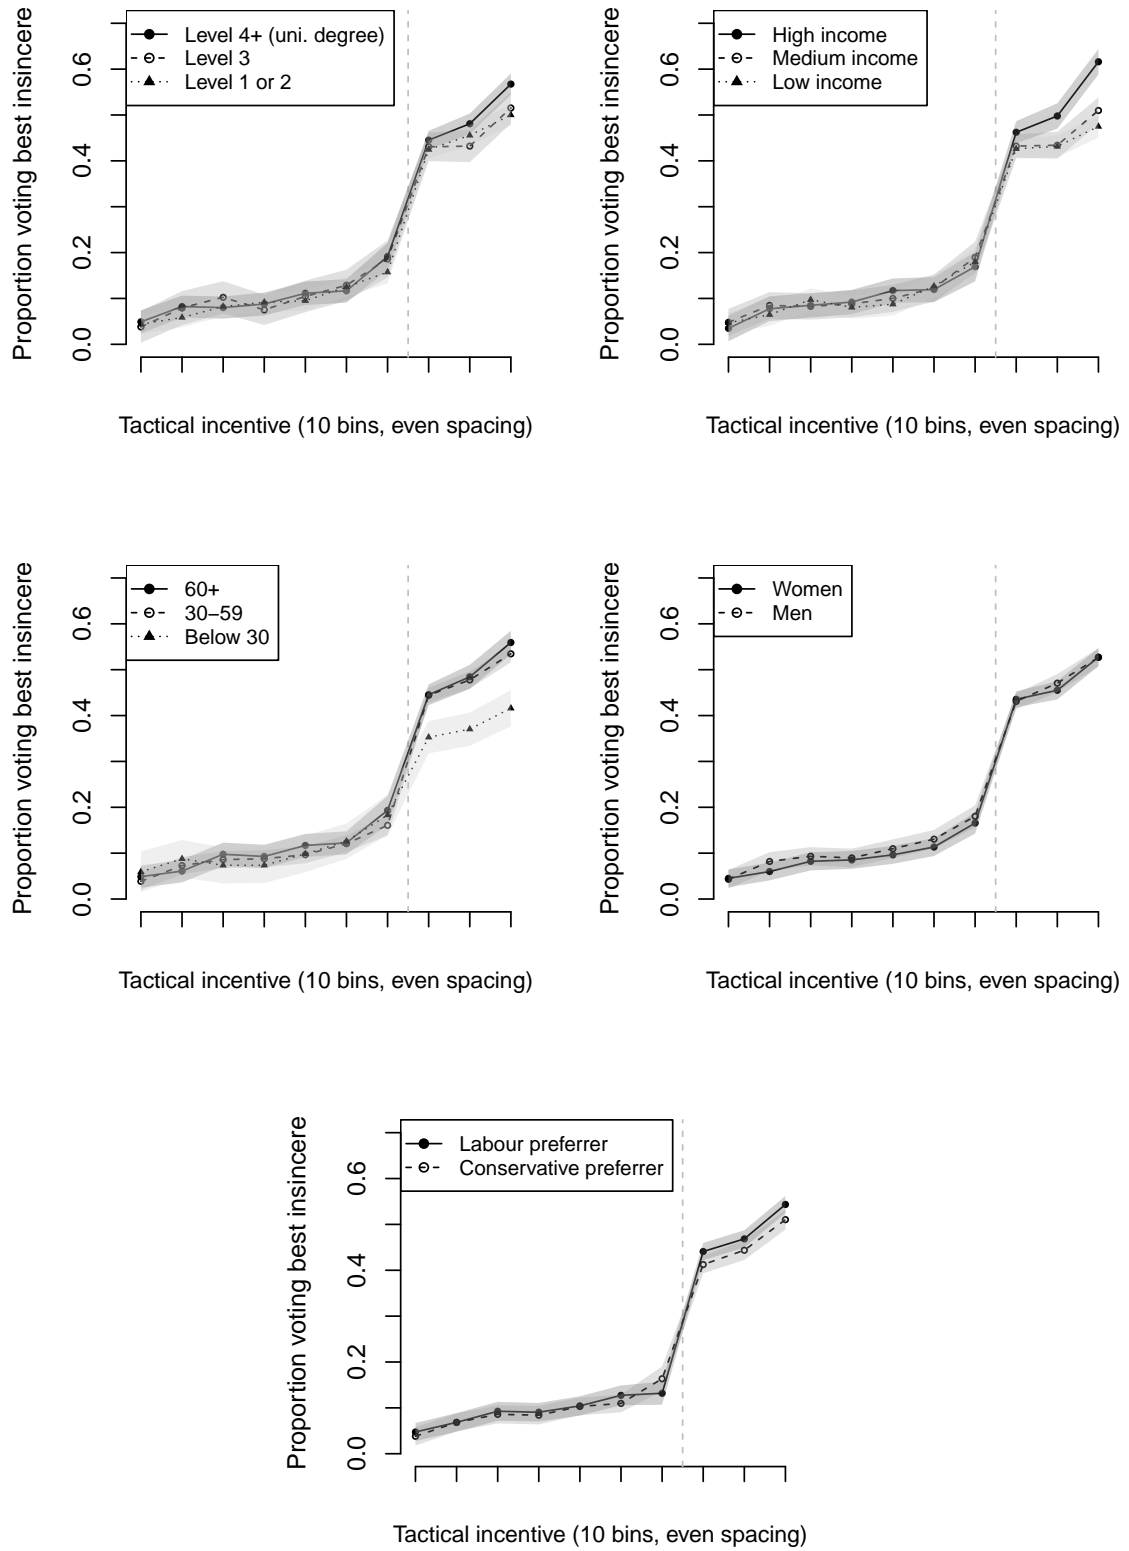 Level 4+ (uni. degree)
Level 3
Level 1 or 2
Proportion voting best insincere
0.0 0.2 0.4 0.6
Tactical incentive (10 bins, even spacing)
High income
Medium income
Low income
Proportion voting best insincere
0.0 0.2 0.4 0.6
Tactical incentive (10 bins, even spacing)
60+
30−59
Below 30
Proportion voting best insincere
0.0 0.2 0.4 0.6
Tactical incentive (10 bins, even spacing)
Women
Men
Proportion voting best insincere
0.0 0.2 0.4 0.6
Tactical incentive (10 bins, even spacing)
Labour preferrer
Conservative preferrer
Proportion voting best insincere
0.0 0.2 0.4 0.6
Tactical incentive (10 bins, even spacing)